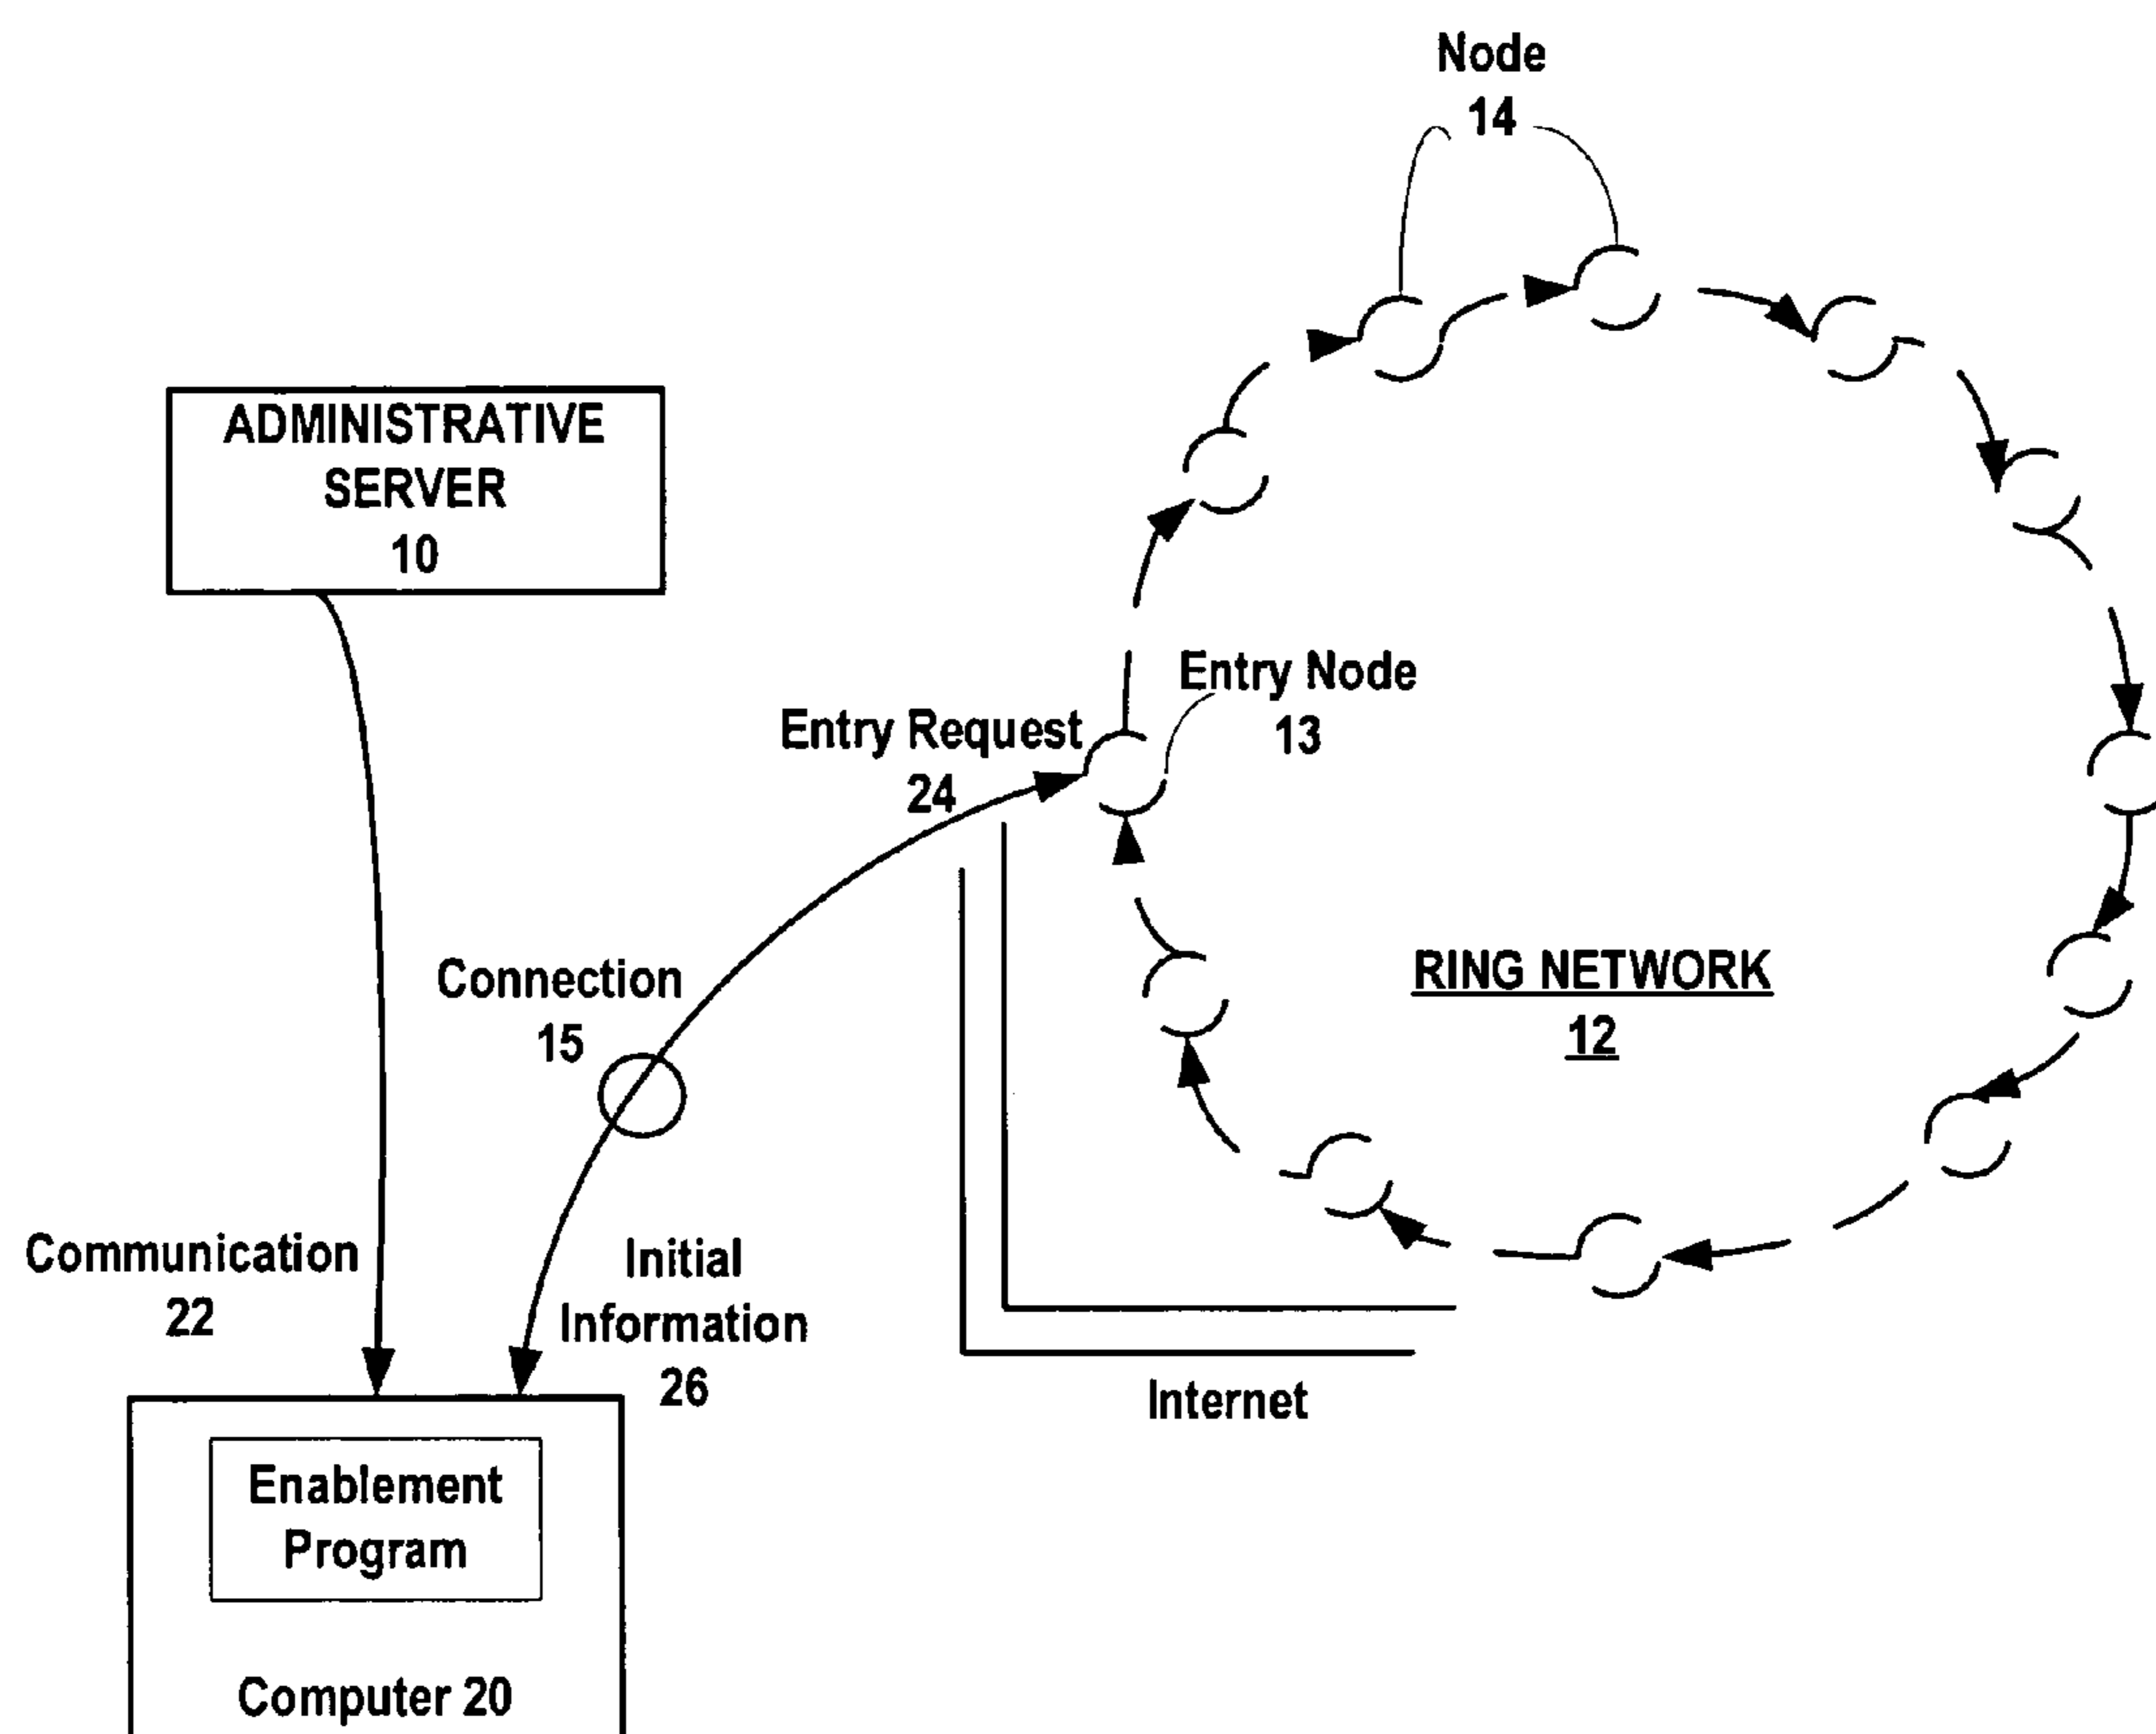 Node
14
ADMINISTRATIVE
SERVER
10
Entry Node
13
Entry Request
24
Connection
15
RING NETWORK
12
Communication
22
Initial
Information
26
Internet
Enablement
Program
Computer 20